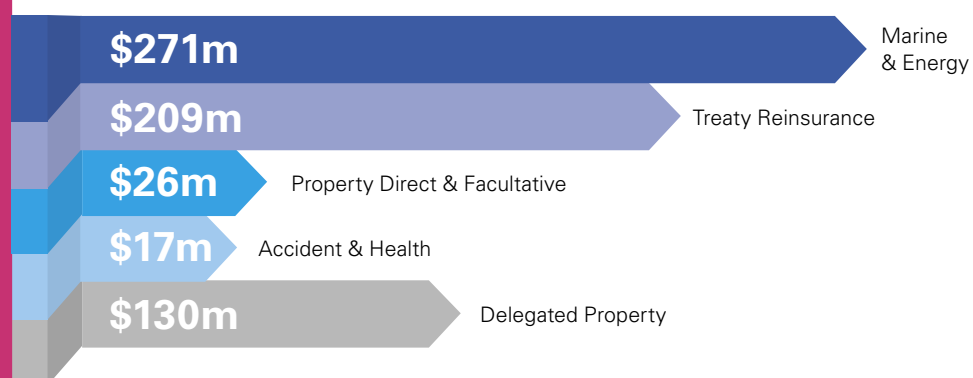 $271m
Marine
& Energy
$209m
Treaty Reinsurance
$26m
Property Direct & Facultative
$17m
Accident & Health
$130m
Delegated Property